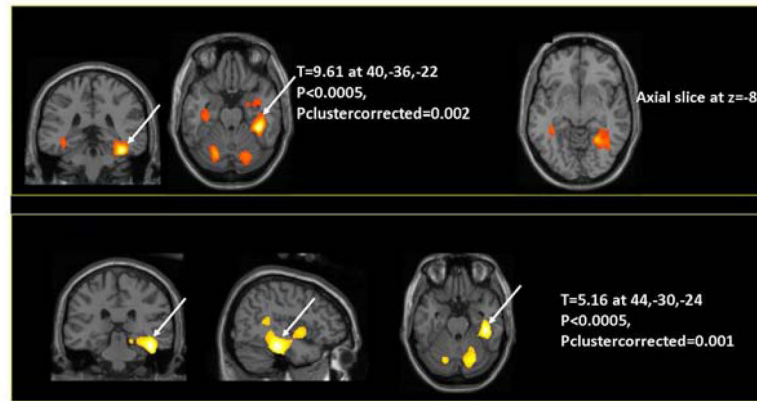 T=9.61 at 40,-36,-22
P<0.0005,
Pclustercorrected=0.002
Axial slice at z=-8
T=5.16 at 44,-30,-24
P<0.0005,
Pclustercorrected=0.001